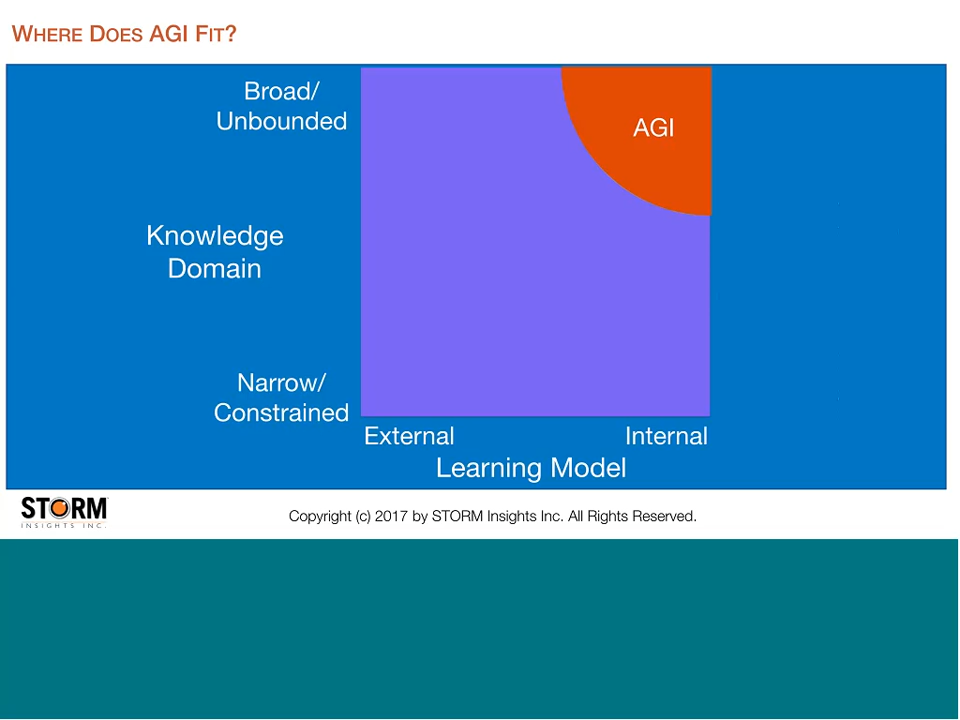 WHERE DOES AGI FIT?
Broad/
Unbounded
AGI
Knowledge
Domain
Narrow/
Constrained
External
Internal
Learning Model
STORM
INSIGHTS INC.
Copyright (c) 2017 by STORM Insights Inc. All Rights Reserved.